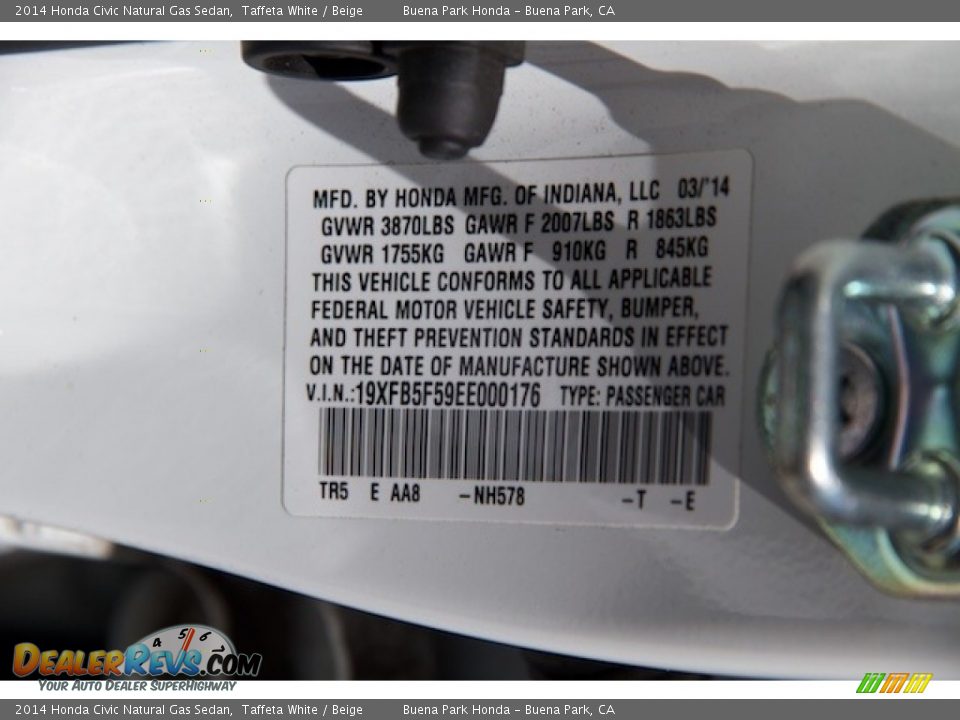 2014 Honda Civic Natural Gas Sedan, Taffeta White / Beige Buena Park Honda - Buena Park, CA
MFD. BY HONDA MFG. OF INDIANA, LLC 03/'14
GVWR 3870LBS GAWR F 2007LBS R 1863LBS
GVWR 1755KG GAWR F 910KG R 845KG
THIS VEHICLE CONFORMS TO ALL APPLICABLE
FEDERAL MOTOR VEHICLE SAFETY, BUMPER,
AND THEFT PREVENTION STANDARDS IN EFFECT
ON THE DATE OF MANUFACTURE SHOWN ABOVE.
V.I.N.:19XFB5F59EE000176 TYPE: PASSENGER CAR
TR5 E AA8 -NH578 -T -E
4 5 6
DEALERREVS.COM
YOUR AUTO DEALER SUPERHIGHWAY
2014 Honda Civic Natural Gas Sedan, Taffeta White / Beige Buena Park Honda - Buena Park, CA